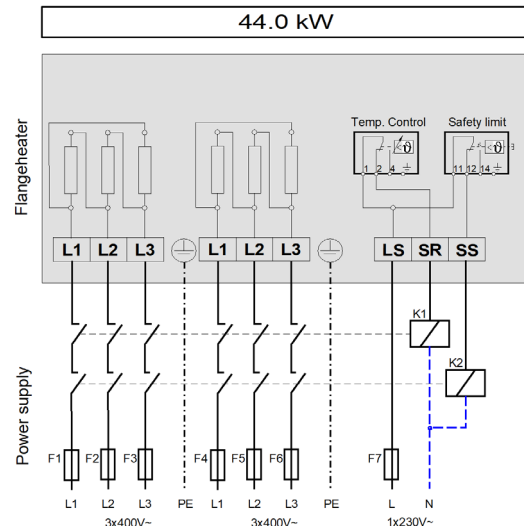 44.0 kW
Flangeheater
Temp. Control Safety limit
ϑ ϑ
1 2 4 11 12 14
L1 L2 L3 L1 L2 L3 LS SR SS
K1
K2
Power supply
F1 F2 F3 F4 F5 F6 F7
L1 L2 L3 PE L1 L2 L3 PE L N
3x400V~ 3x400V~ 1x230V~